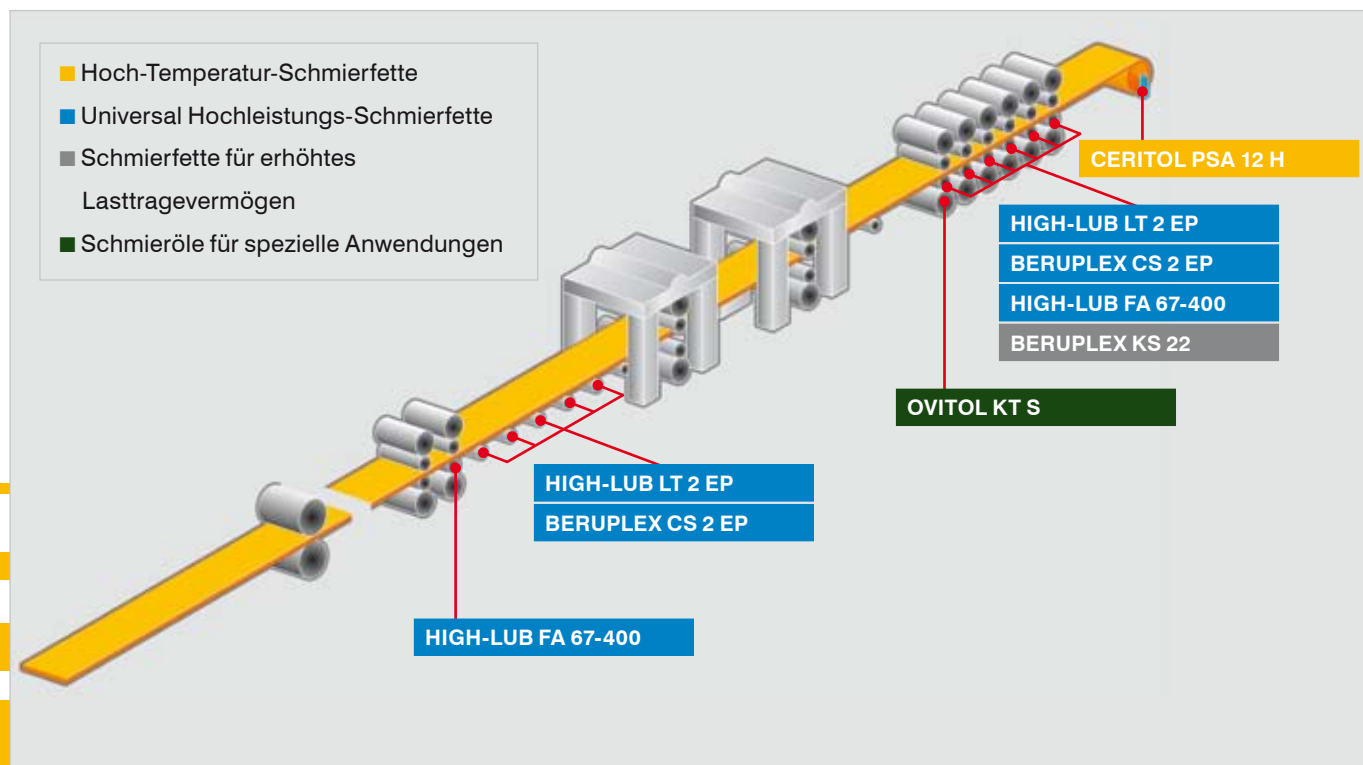 Hoch-Temperatur-Schmierfette
Universal Hochleistungs-Schmierfette
Schmierfette für erhöhtes
Lasttragevermögen
Schmieröle für spezielle Anwendungen
CERITOL PSA 12 H
HIGH-LUB LT 2 EP
BERUPLEX CS 2 EP
HIGH-LUB FA 67-400
BERUPLEX KS 22
OVITOL KT S
HIGH-LUB LT 2 EP
BERUPLEX CS 2 EP
HIGH-LUB FA 67-400